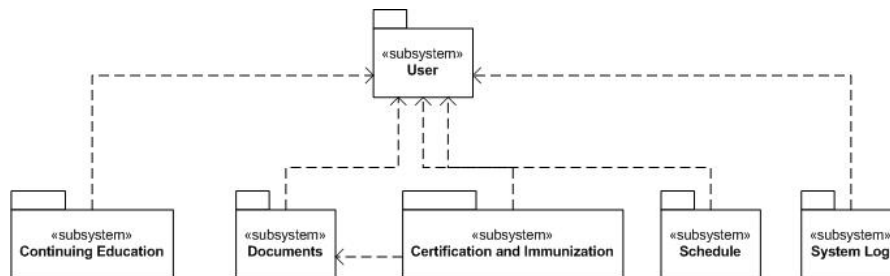 «subsystem»
User
«subsystem»
Continuing Education
«subsystem»
Documents
«subsystem»
Certification and Immunization
«subsystem»
Schedule
«subsystem»
System Log